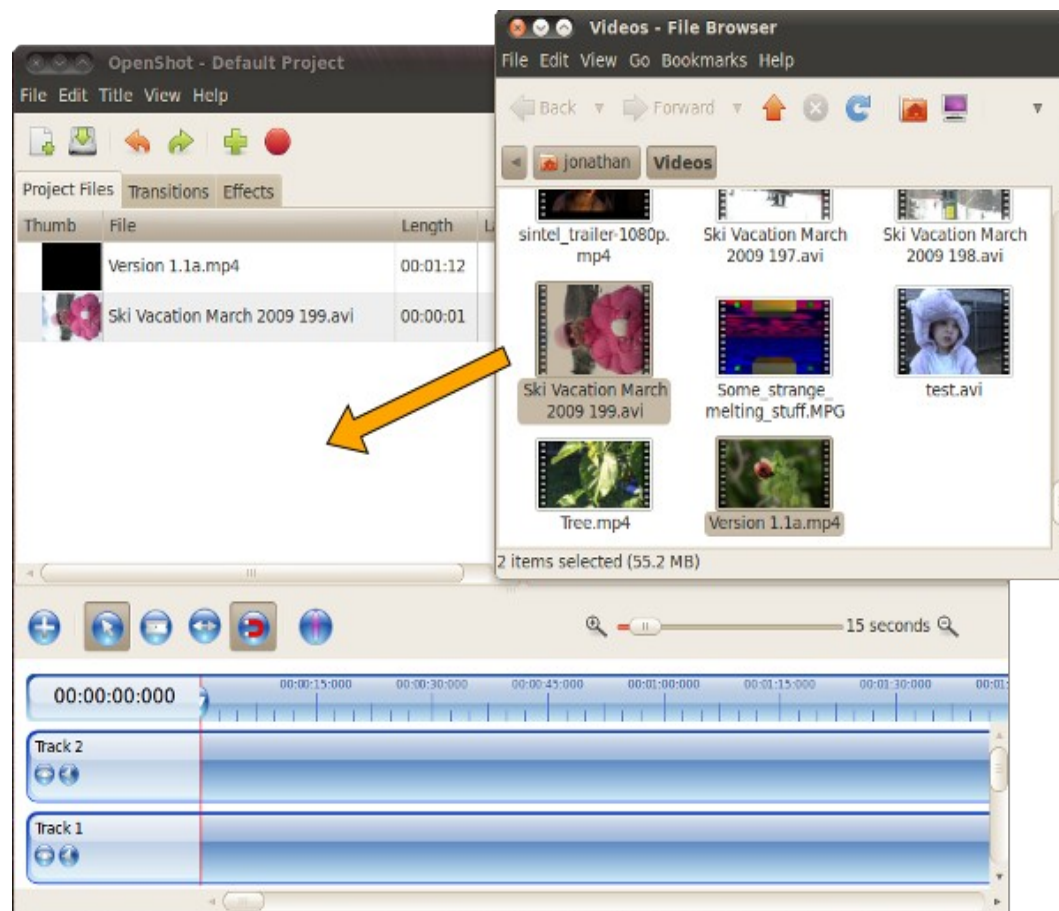 Videos - File Browser
File Edit View Go Bookmarks Help
Back Forward
jonathan Videos
sintel_trailer-1080p.
mp4
Ski Vacation March
2009 197.avi
Ski Vacation March
2009 198.avi
Ski Vacation March
2009 199.avi
Some_strange_
melting_stuff.MPG
test.avi
Tree.mp4
Version 1.1a.mp4
2 items selected (55.2 MB)
OpenShot - Default Project
File Edit Title View Help
Project Files Transitions Effects
Thumb File Length
Version 1.1a.mp4 00:01:12
Ski Vacation March 2009 199.avi 00:00:01
15 seconds
00:00:00:000
00:00:15:000 00:00:30:000 00:00:45:000 00:01:00:000 00:01:15:000 00:01:30:000
Track 2
Track 1